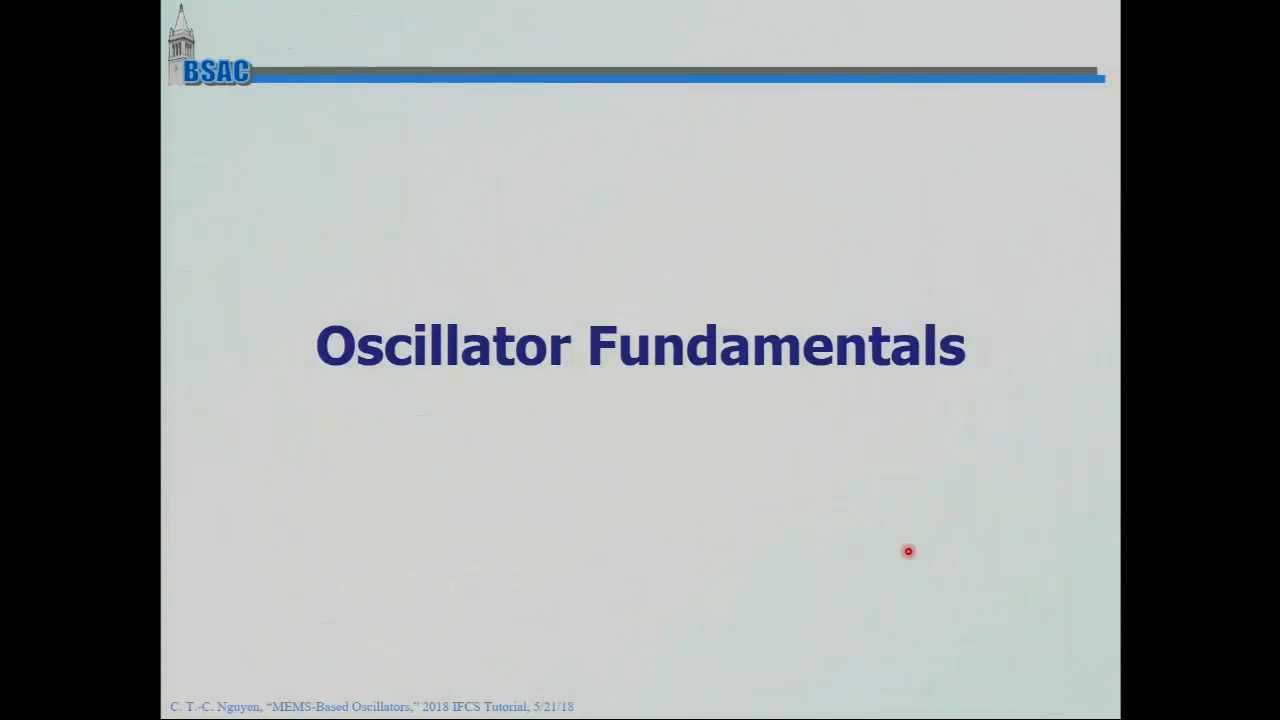 BSAC
Oscillator Fundamentals
C. T.-C. Nguyen, “MEMS-Based Oscillators,” 2018 IFCS Tutorial, 5/21/18